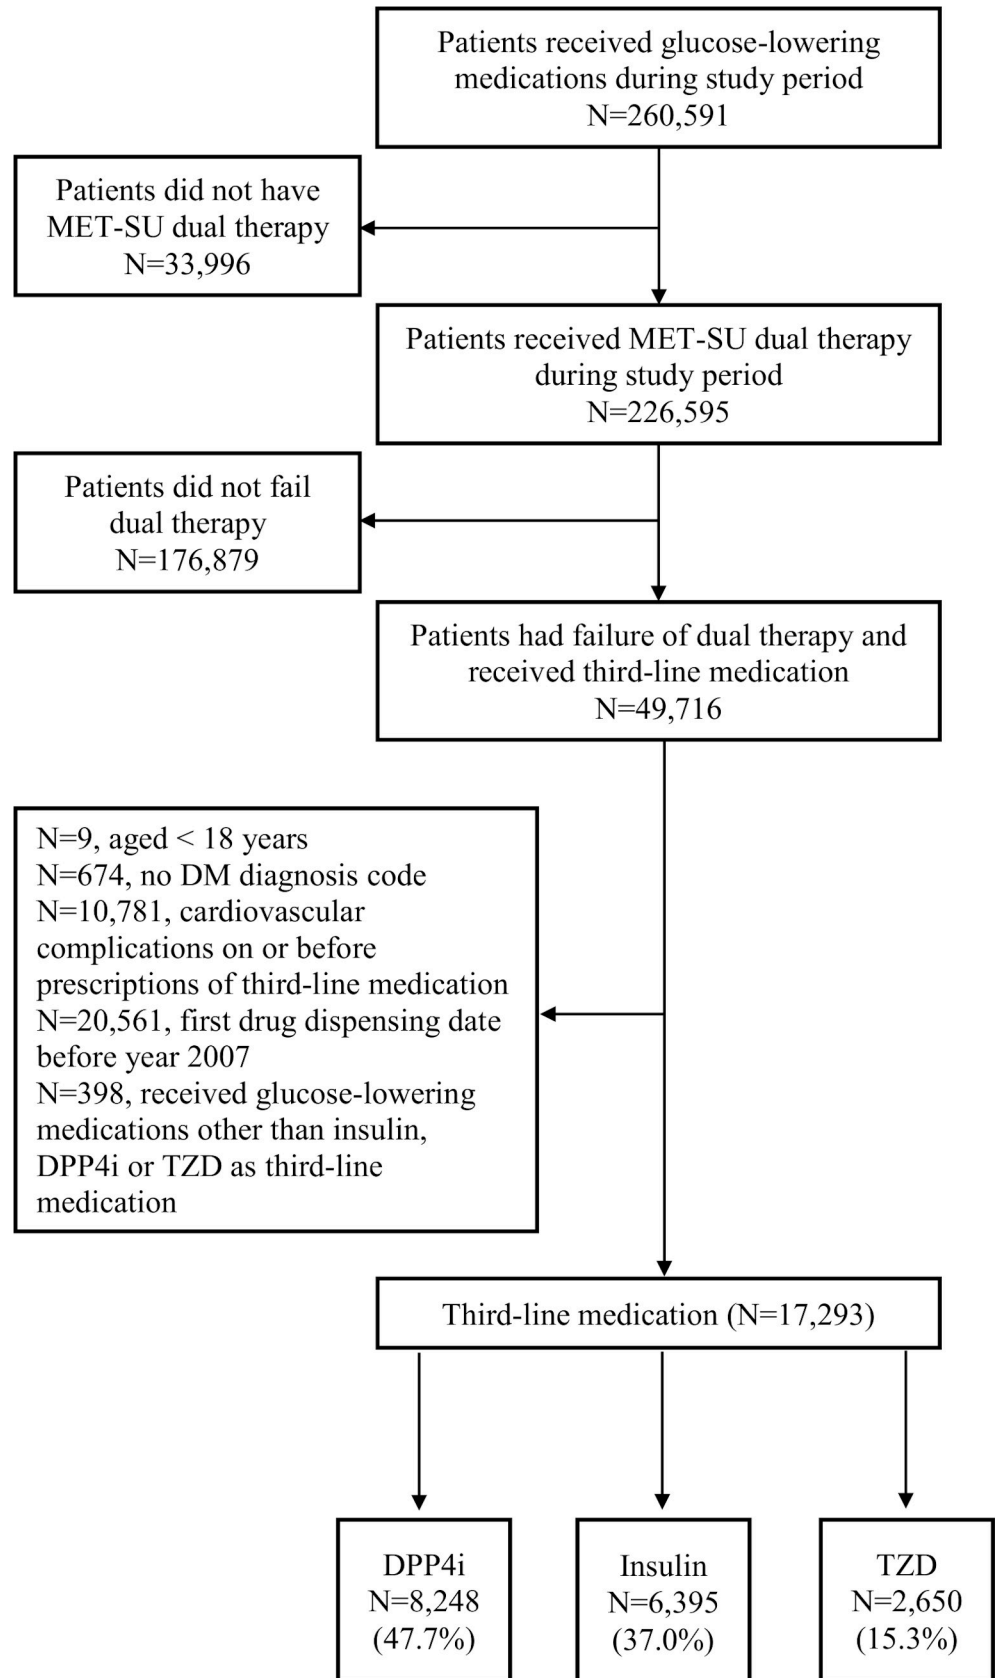 Patients received glucose-lowering
medications during study period
N=260,591
Patients did not have
MET-SU dual therapy
N=33,996
Patients received MET-SU dual therapy
during study period
N=226,595
Patients did not fail
dual therapy
N=176,879
Patients had failure of dual therapy and
received third-line medication
N=49,716
N=9, aged < 18 years
N=674, no DM diagnosis code
N=10,781, cardiovascular
complications on or before
prescriptions of third-line medication
N=20,561, first drug dispensing date
before year 2007
N=398, received glucose-lowering
medications other than insulin,
DPP4i or TZD as third-line
medication
Third-line medication (N=17,293)
DPP4i
N=8,248
(47.7%)
Insulin
N=6,395
(37.0%)
TZD
N=2,650
(15.3%)